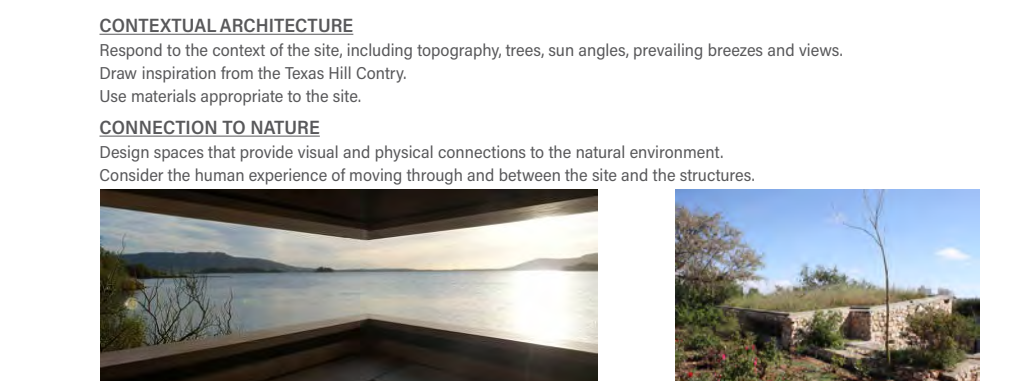 CONTEXTUAL ARCHITECTURE
Respond to the context of the site, including topography, trees, sun angles, prevailing breezes and views.
Draw inspiration from the Texas Hill Contry.
Use materials appropriate to the site.
CONNECTION TO NATURE
Design spaces that provide visual and physical connections to the natural environment.
Consider the human experience of moving through and between the site and the structures.